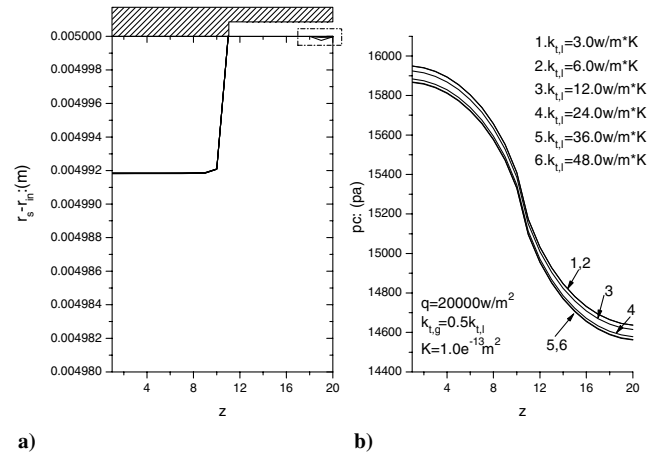 0.005000
0.004998
0.004996
0.004994
0.004992
0.004990
0.004988
0.004986
0.004984
0.004982
0.004980
r_s-r_in:(m)
4 8 12 16 20
z
a)
16000
15800
15600
15400
15200
15000
14800
14600
14400
pc: (pa)
1.k_t,l=3.0w/m*K
2.k_t,l=6.0w/m*K
3.k_t,l=12.0w/m*K
4.k_t,l=24.0w/m*K
5.k_t,l=36.0w/m*K
6.k_t,l=48.0w/m*K
1,2
3
4
5,6
q=20000w/m²
k_t,g=0.5k_t,l
K=1.0e⁻¹³m²
4 8 12 16 20
z
b)